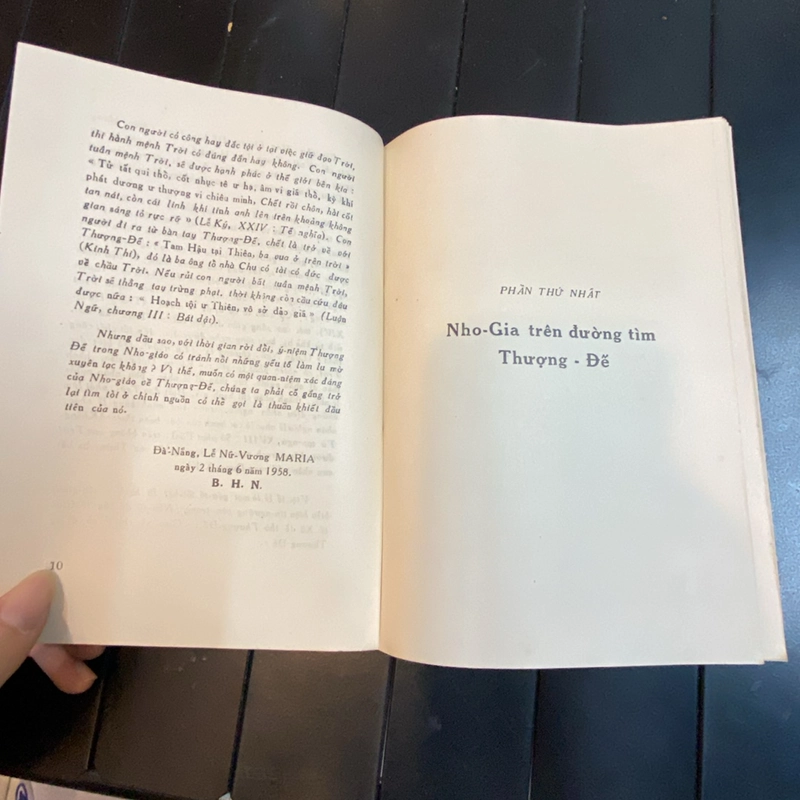 Con người có công hay đắc tội ở tại việc giữ đạo Trời,
thi hành mệnh Trời có đúng đắn hay không. Con người
tuân mệnh Trời, sẽ được hạnh phúc ở thế giới bên kia :
« Tử tất qui thổ, cốt nhục tễ ư hạ, âm vi giã thổ, kỳ khí
phát dương ư thượng vi chiêu minh, Chết rồi chôn, hài cốt
tan nát, còn cái linh khí tinh anh lên trên khoảng không
gian sáng tỏ rực rỡ » (Lễ Ký, XXIV : Tế nghĩa). Con
người đi ra từ bàn tay Thượng-Đế, chết là trở về với
Thượng-Đế : « Tam Hậu tại Thiên, ba vua ở trên trời »
(Kinh Thi), đó là ba ông tổ nhà Chu có tài có đức được
về chầu Trời. Nếu rủi con người bất tuân mệnh Trời,
Trời sẽ thẳng tay trừng phạt, thời không còn cầu cứu đâu
được nữa : « Hoạch tội ư Thiên, vô sở đảo giã » (Luận
Ngữ, chương III : Bát dật).
Nhưng dầu sao, với thời gian rời đổi, ý-niệm Thượng
Đế trong Nho-giáo có tránh nổi những yếu tố làm lu mờ
xuyên tạc không ? Vì thế, muốn có một quan-niệm xác đáng
của Nho-giáo về Thượng-Đế, chúng ta phải cố gắng trở
lại tìm tòi ở chính nguồn có thể gọi là thuần khiết đầu
tiên của nó.
Đà-Nẵng, Lễ Nữ-Vương MARIA
ngày 2 tháng 6 năm 1958.
B. H. N.
10
PHẦN THỨ NHẤT
Nho-Gia trên đường tìm
Thượng - Đế